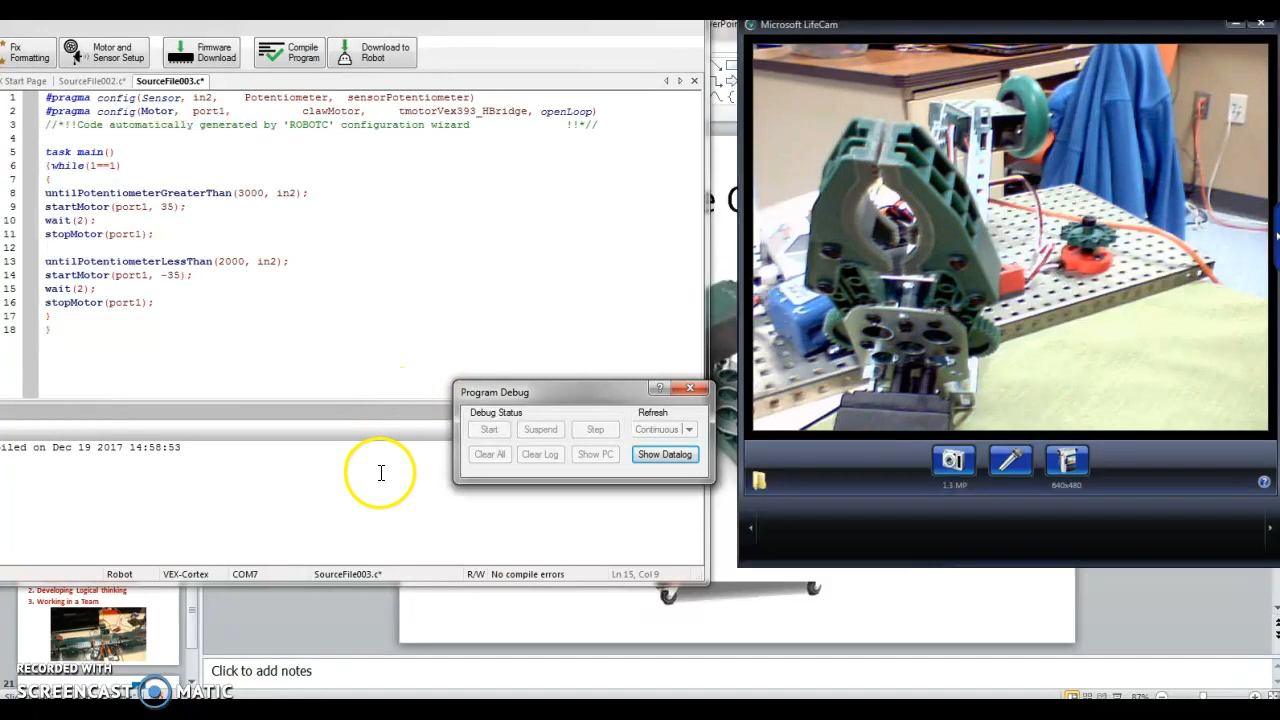 PowerPoint
Microsoft LifeCam
Fix
Formatting
Motor and
Sensor Setup
Firmware
Download
Compile
Program
Download to
Robot
Start Page
SourceFile002.c*
SourceFile003.c*
1 #pragma config(Sensor, in2, Potentiometer, sensorPotentiometer)
2 #pragma config(Motor, port1, clawMotor, tmotorVex393_HBridge, openLoop)
3 //*!!Code automatically generated by 'ROBOTC' configuration wizard !!*//
4
5 task main()
6 {while(1==1)
7 {
8 untilPotentiometerGreaterThan(3000, in2);
9 startMotor(port1, 35);
10 wait(2);
11 stopMotor(port1);
12
13 untilPotentiometerLessThan(2000, in2);
14 startMotor(port1, -35);
15 wait(2);
16 stopMotor(port1);
17 }
18 }
Program Debug
Debug Status
Refresh
Start Suspend Step Continuous
Clear All Clear Log Show PC Show Datalog
iled on Dec 19 2017 14:58:53
1.3 MP
640x480
Robot VEX-Cortex COM7 SourceFile003.c* R/W No compile errors Ln 15, Col 9
2. Developing Logical thinking
3. Working in a Team
RECORDED WITH
SCREENCAST MATIC
21
Click to add notes
87%